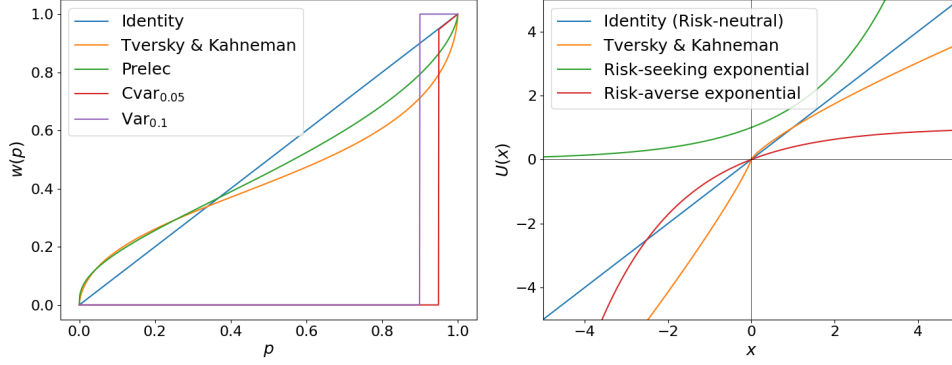 1.0
0.8
0.6
0.4
0.2
0.0
w(p)
Identity
Tversky & Kahneman
Prelec
Cvar0.05
Var0.1
0.0 0.2 0.4 0.6 0.8 1.0
p
4
2
0
−2
−4
U(x)
Identity (Risk-neutral)
Tversky & Kahneman
Risk-seeking exponential
Risk-averse exponential
−4 −2 0 2 4
x